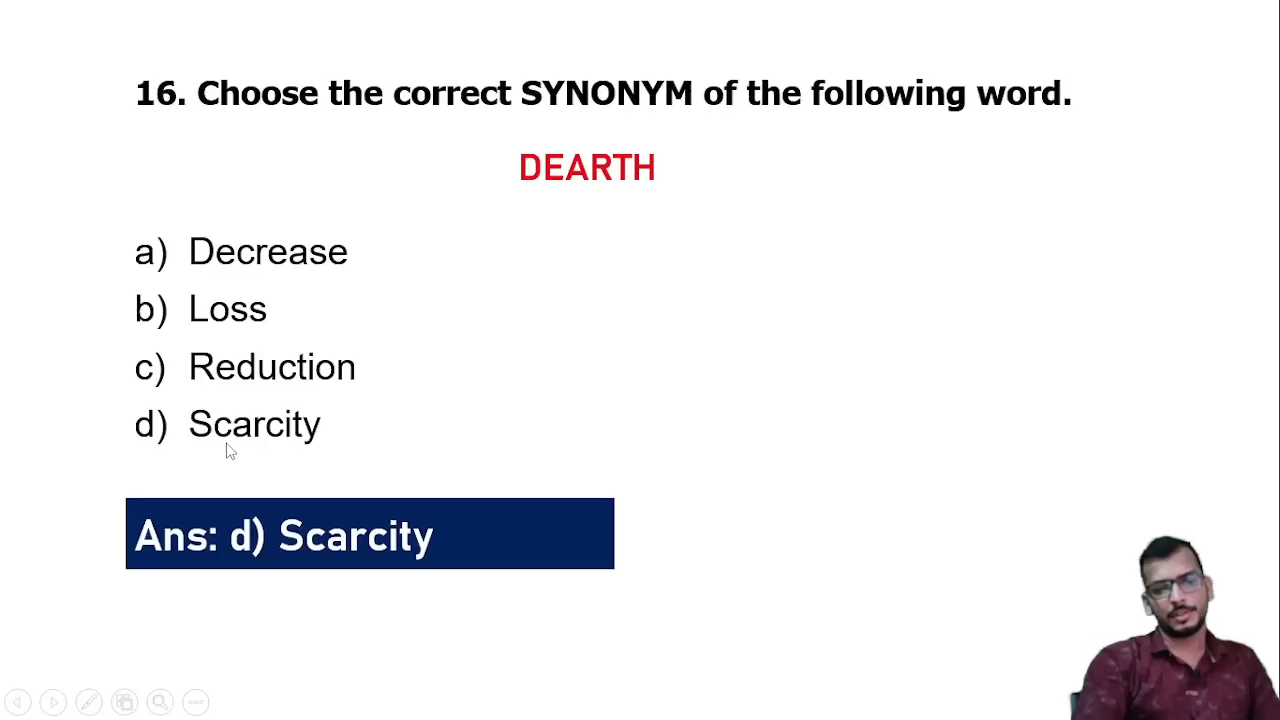 16. Choose the correct SYNONYM of the following word.
DEARTH
a) Decrease
b) Loss
c) Reduction
d) Scarcity
Ans: d) Scarcity